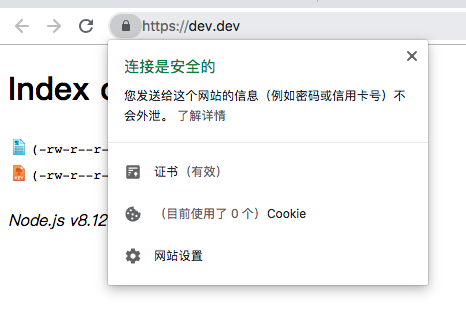 https://dev.dev
连接是安全的
您发送给这个网站的信息（例如密码或信用卡号）不
会外泄。 了解详情
Index
(-rw-r--r-
(-rw-r--r-
证书（有效）
（目前使用了 0 个）Cookie
Node.js v8.12
网站设置